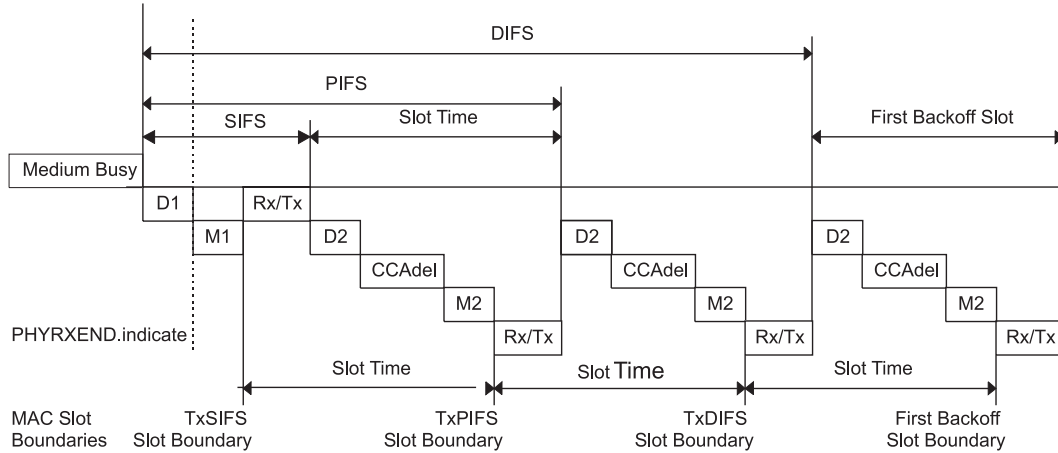 DIFS
PIFS
SIFS
Slot Time
First Backoff Slot
Medium Busy
D1
Rx/Tx
M1
D2
D2
D2
CCAdel
CCAdel
CCAdel
M2
M2
M2
PHYRXEND.indicate
Rx/Tx
Rx/Tx
Rx/Tx
Slot Time
Slot Time
Slot Time
MAC Slot
Boundaries
TxSIFS
Slot Boundary
TxPIFS
Slot Boundary
TxDIFS
Slot Boundary
First Backoff
Slot Boundary